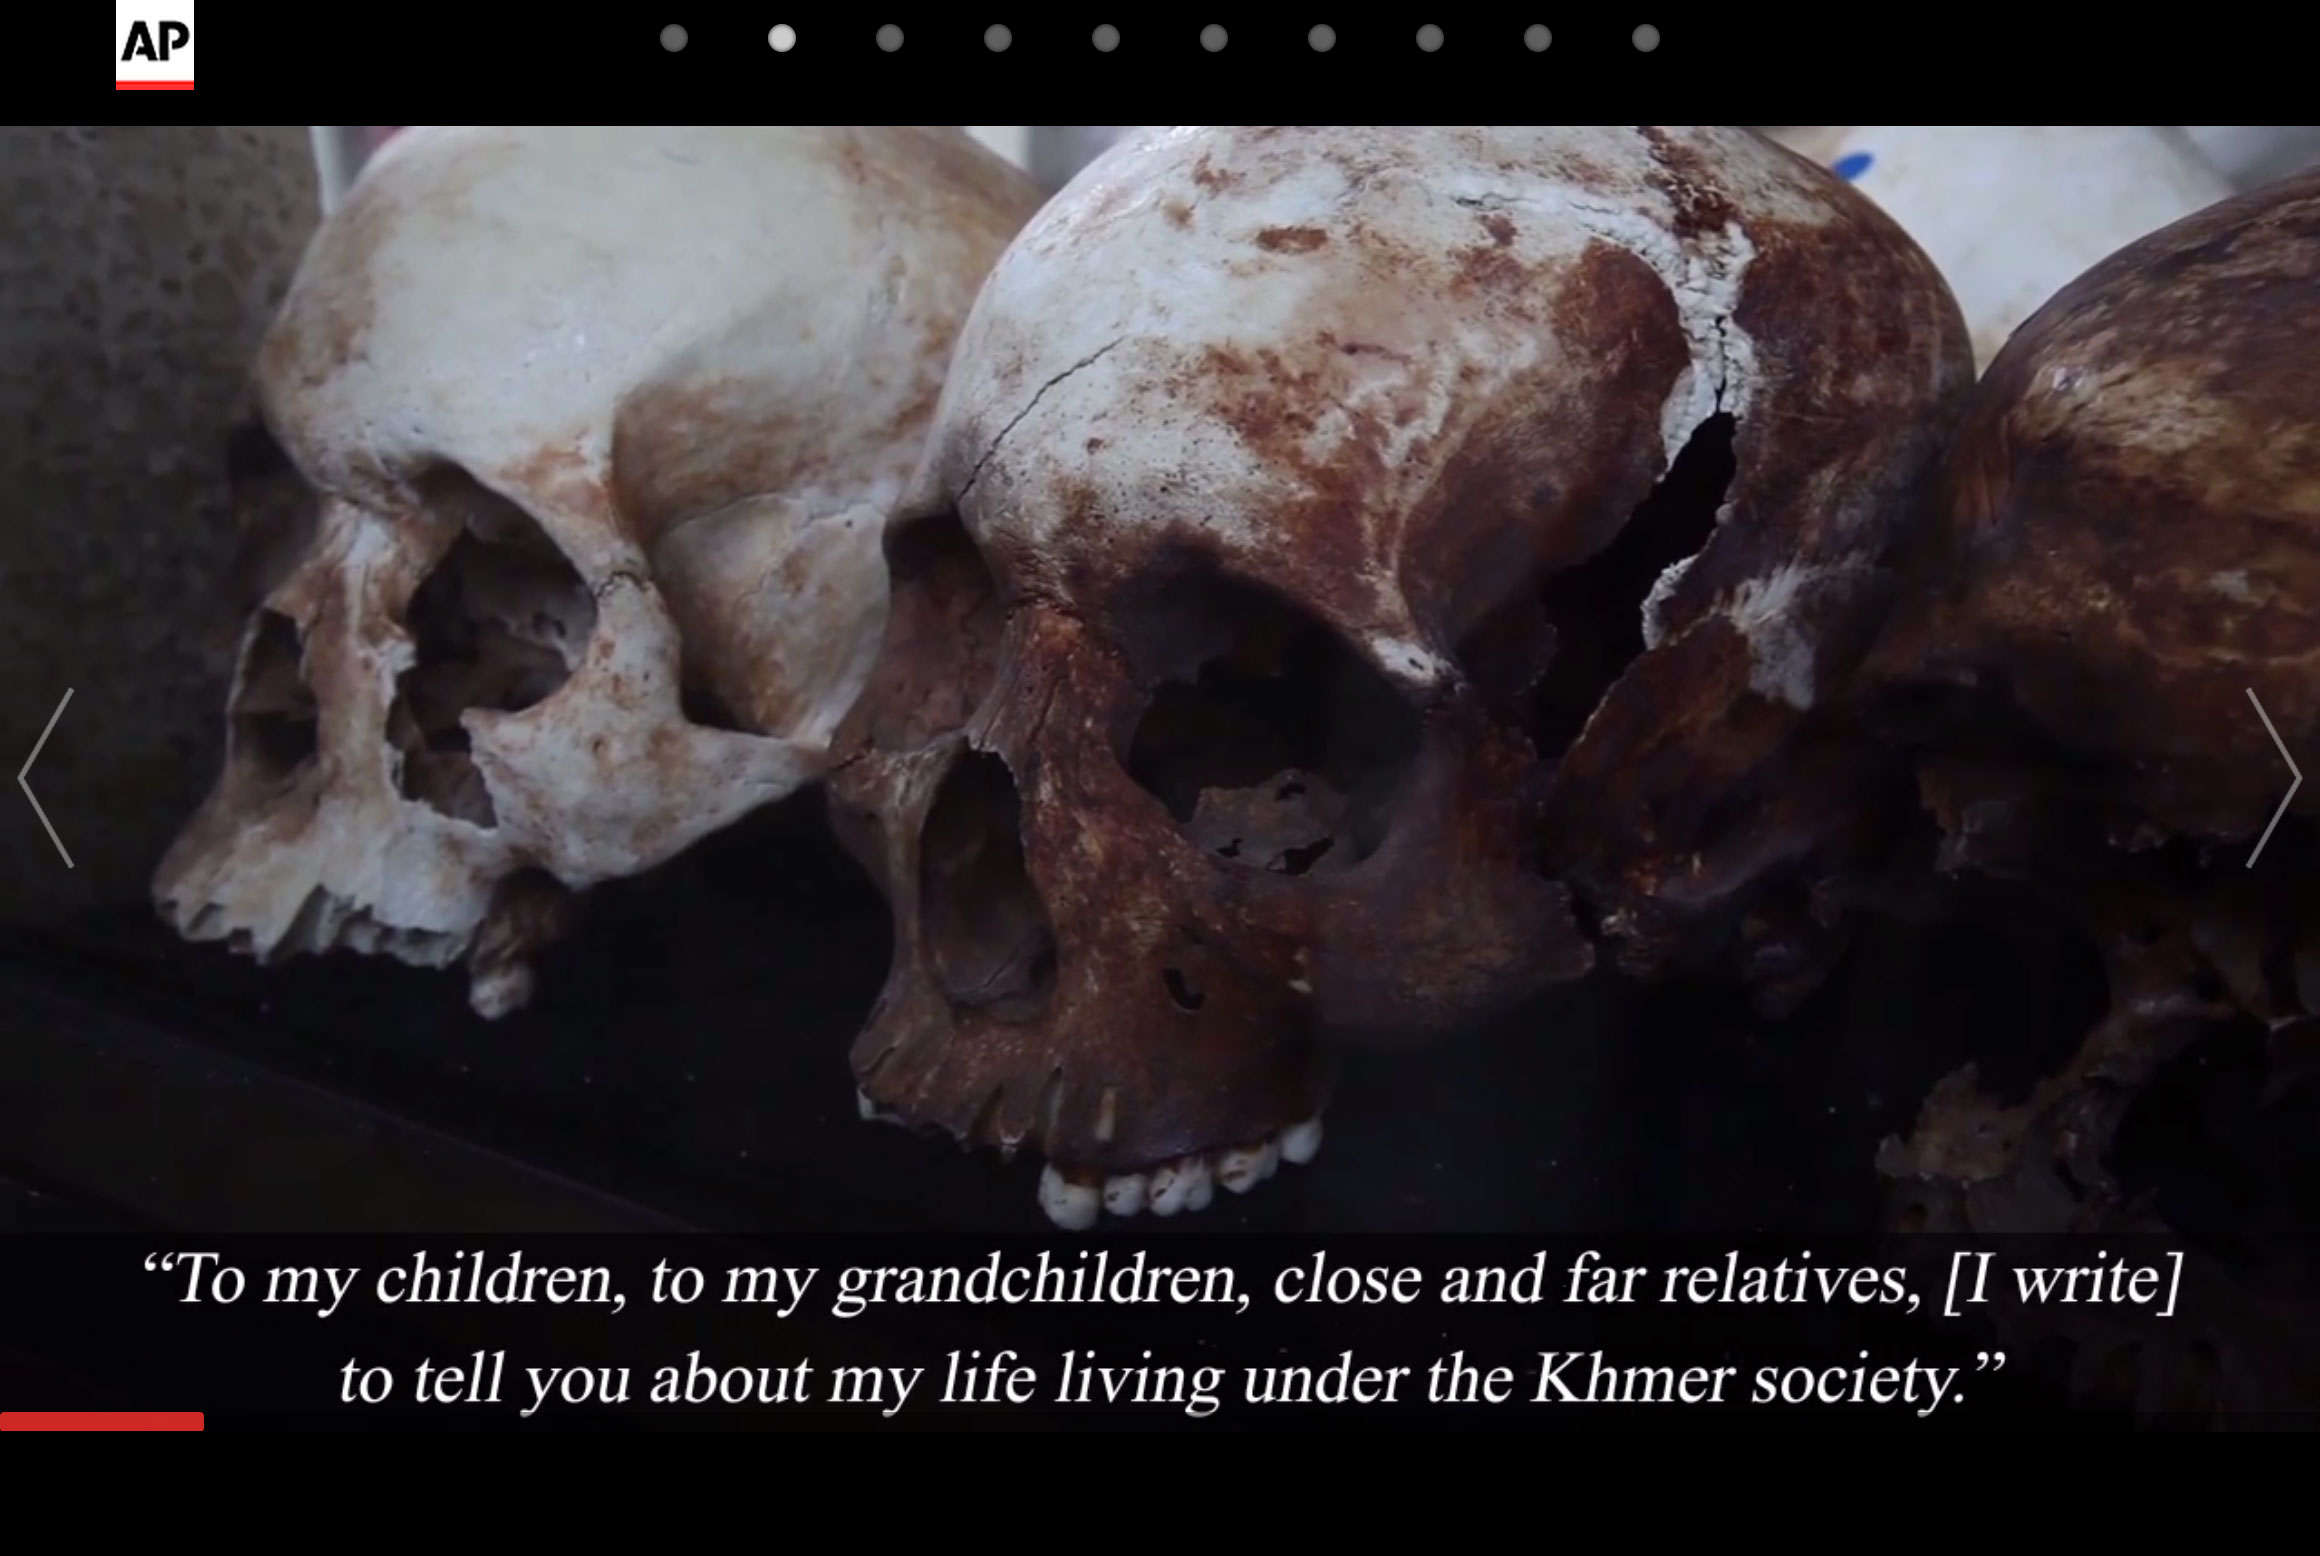 AP
“To my children, to my grandchildren, close and far relatives, [I write]
to tell you about my life living under the Khmer society.”